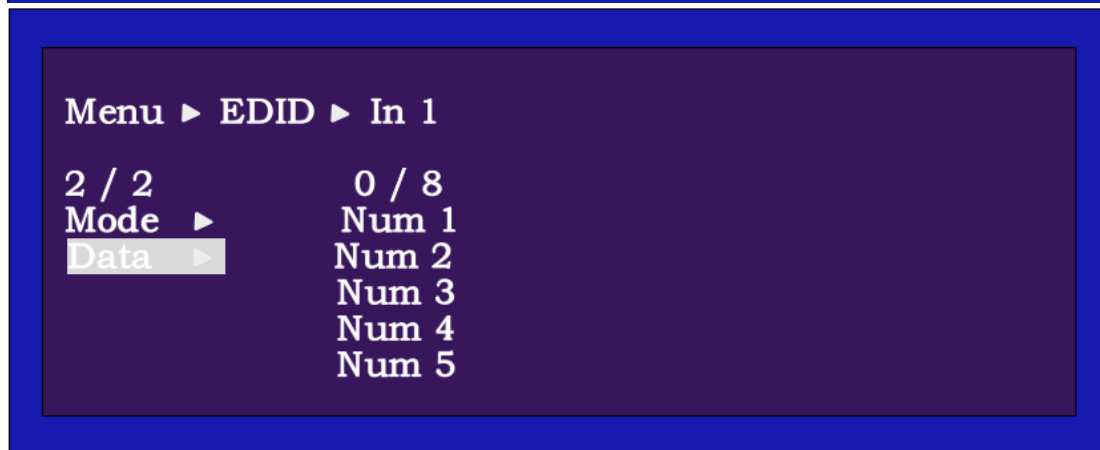 Menu ▶ EDID ▶ In 1
2 / 2 0 / 8
Mode ▶ Num 1
Data ▶ Num 2
Num 3
Num 4
Num 5